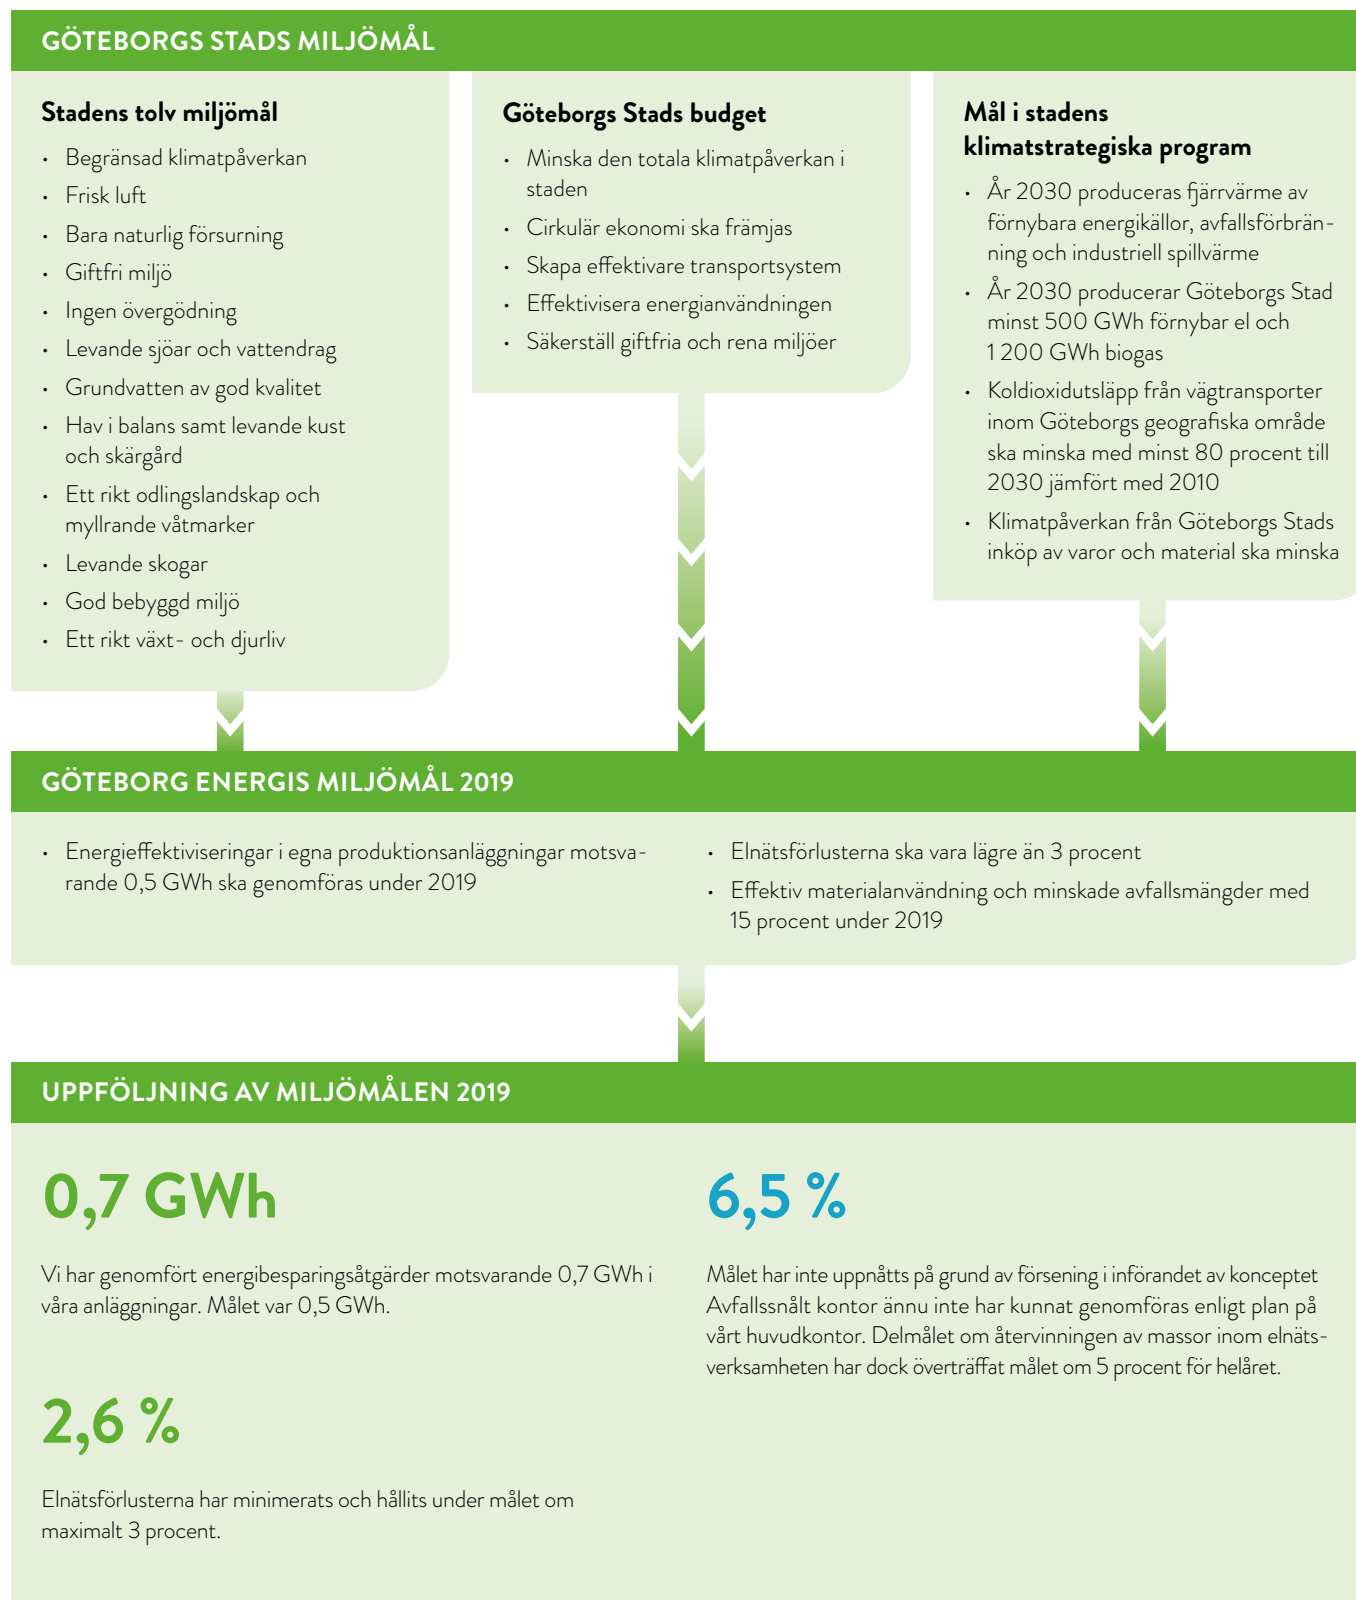 GÖTEBORGS STADS MILJÖMÅL
Stadens tolv miljömål
• Begränsad klimatpåverkan
• Frisk luft
• Bara naturlig försurning
• Giftfri miljö
• Ingen övergödning
• Levande sjöar och vattendrag
• Grundvatten av god kvalitet
• Hav i balans samt levande kust
och skärgård
• Ett rikt odlingslandskap och
myllrande våtmarker
• Levande skogar
• God bebyggd miljö
• Ett rikt växt- och djurliv
Göteborgs Stads budget
• Minska den totala klimatpåverkan i
staden
• Cirkulär ekonomi ska främjas
• Skapa effektivare transportsystem
• Effektivisera energianvändningen
• Säkerställ giftfria och rena miljöer
Mål i stadens
klimatstrategiska program
• År 2030 produceras fjärrvärme av
förnybara energikällor, avfallsförbrän-
ning och industriell spillvärme
• År 2030 producerar Göteborgs Stad
minst 500 GWh förnybar el och
1 200 GWh biogas
• Koldioxidutsläpp från vägtransporter
inom Göteborgs geografiska område
ska minska med minst 80 procent till
2030 jämfört med 2010
• Klimatpåverkan från Göteborgs Stads
inköp av varor och material ska minska
GÖTEBORG ENERGIS MILJÖMÅL 2019
• Energieffektiviseringar i egna produktionsanläggningar motsva-
rande 0,5 GWh ska genomföras under 2019
• Elnätsförlusterna ska vara lägre än 3 procent
• Effektiv materialanvändning och minskade avfallsmängder med
15 procent under 2019
UPPFÖLJNING AV MILJÖMÅLEN 2019
0,7 GWh
Vi har genomfört energibesparingsåtgärder motsvarande 0,7 GWh i
våra anläggningar. Målet var 0,5 GWh.
2,6 %
Elnätsförlusterna har minimerats och hållits under målet om
maximalt 3 procent.
6,5 %
Målet har inte uppnåtts på grund av försening i införandet av konceptet
Avfallssnålt kontor ännu inte har kunnat genomföras enligt plan på
vårt huvudkontor. Delmålet om återvinningen av massor inom elnäts-
verksamheten har dock överträffat målet om 5 procent för helåret.